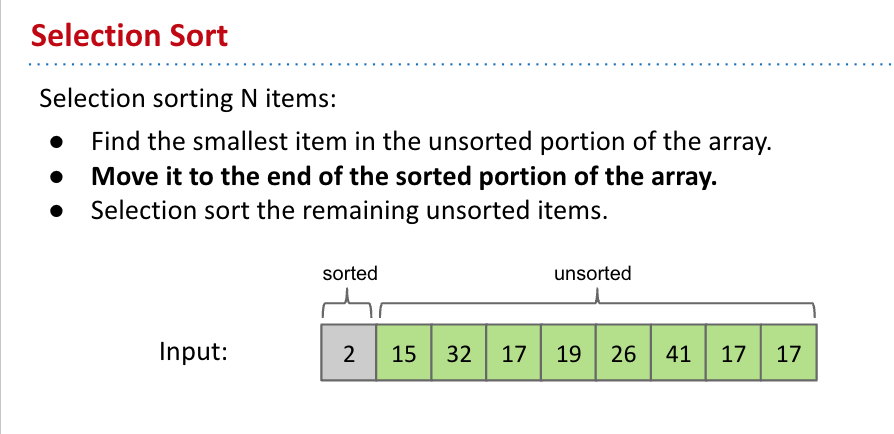 Selection Sort
Selection sorting N items:
● Find the smallest item in the unsorted portion of the array.
● Move it to the end of the sorted portion of the array.
● Selection sort the remaining unsorted items.
sorted unsorted
Input: 2 15 32 17 19 26 41 17 17